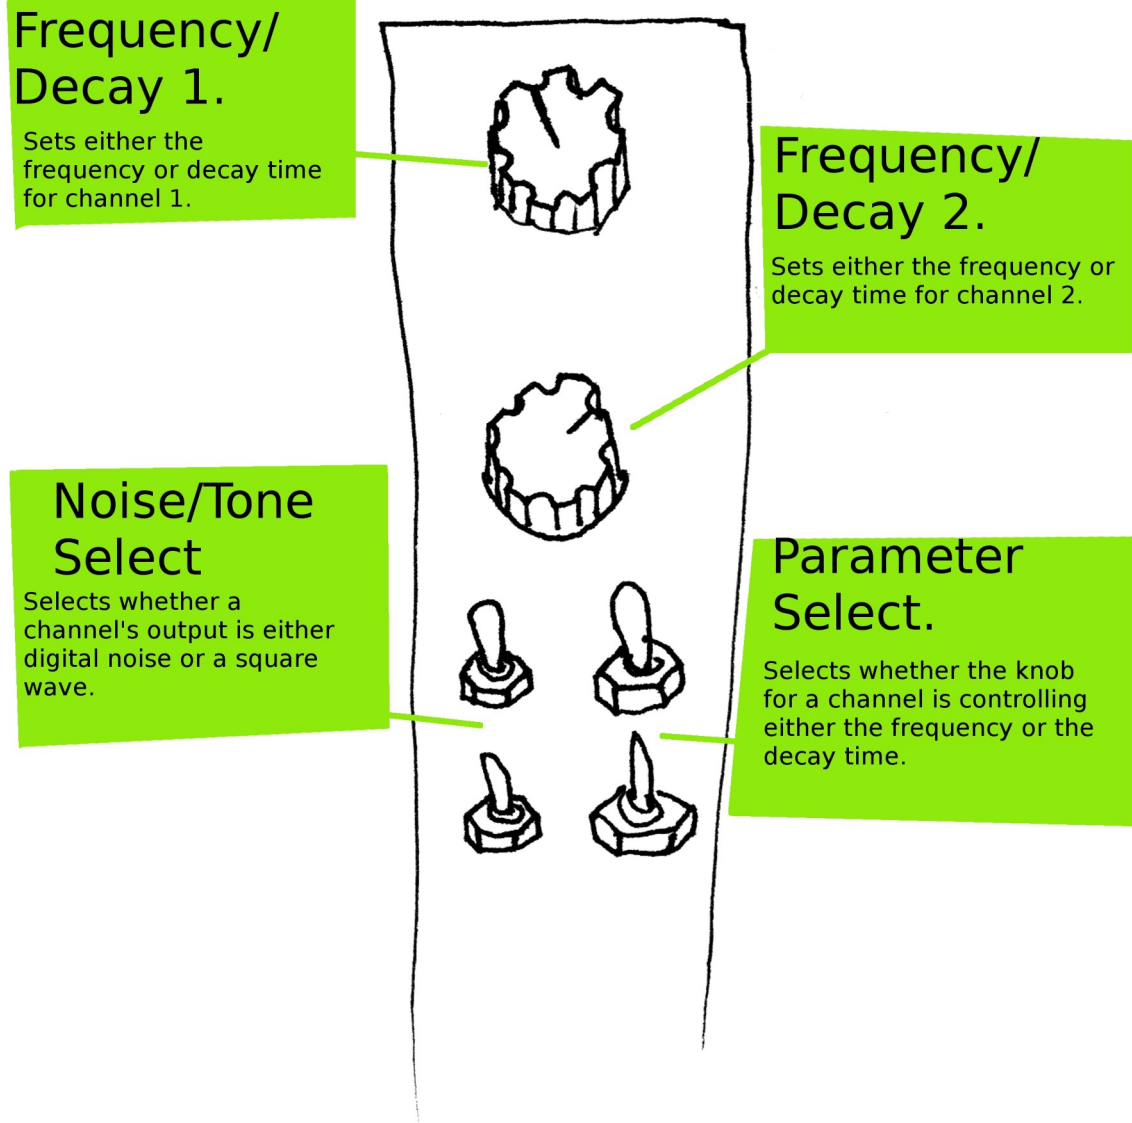 Frequency/
Decay 1.
Sets either the
frequency or decay time
for channel 1.
Frequency/
Decay 2.
Sets either the frequency or
decay time for channel 2.
Noise/Tone
Select
Selects whether a
channel's output is either
digital noise or a square
wave.
Parameter
Select.
Selects whether the knob
for a channel is controlling
either the frequency or the
decay time.